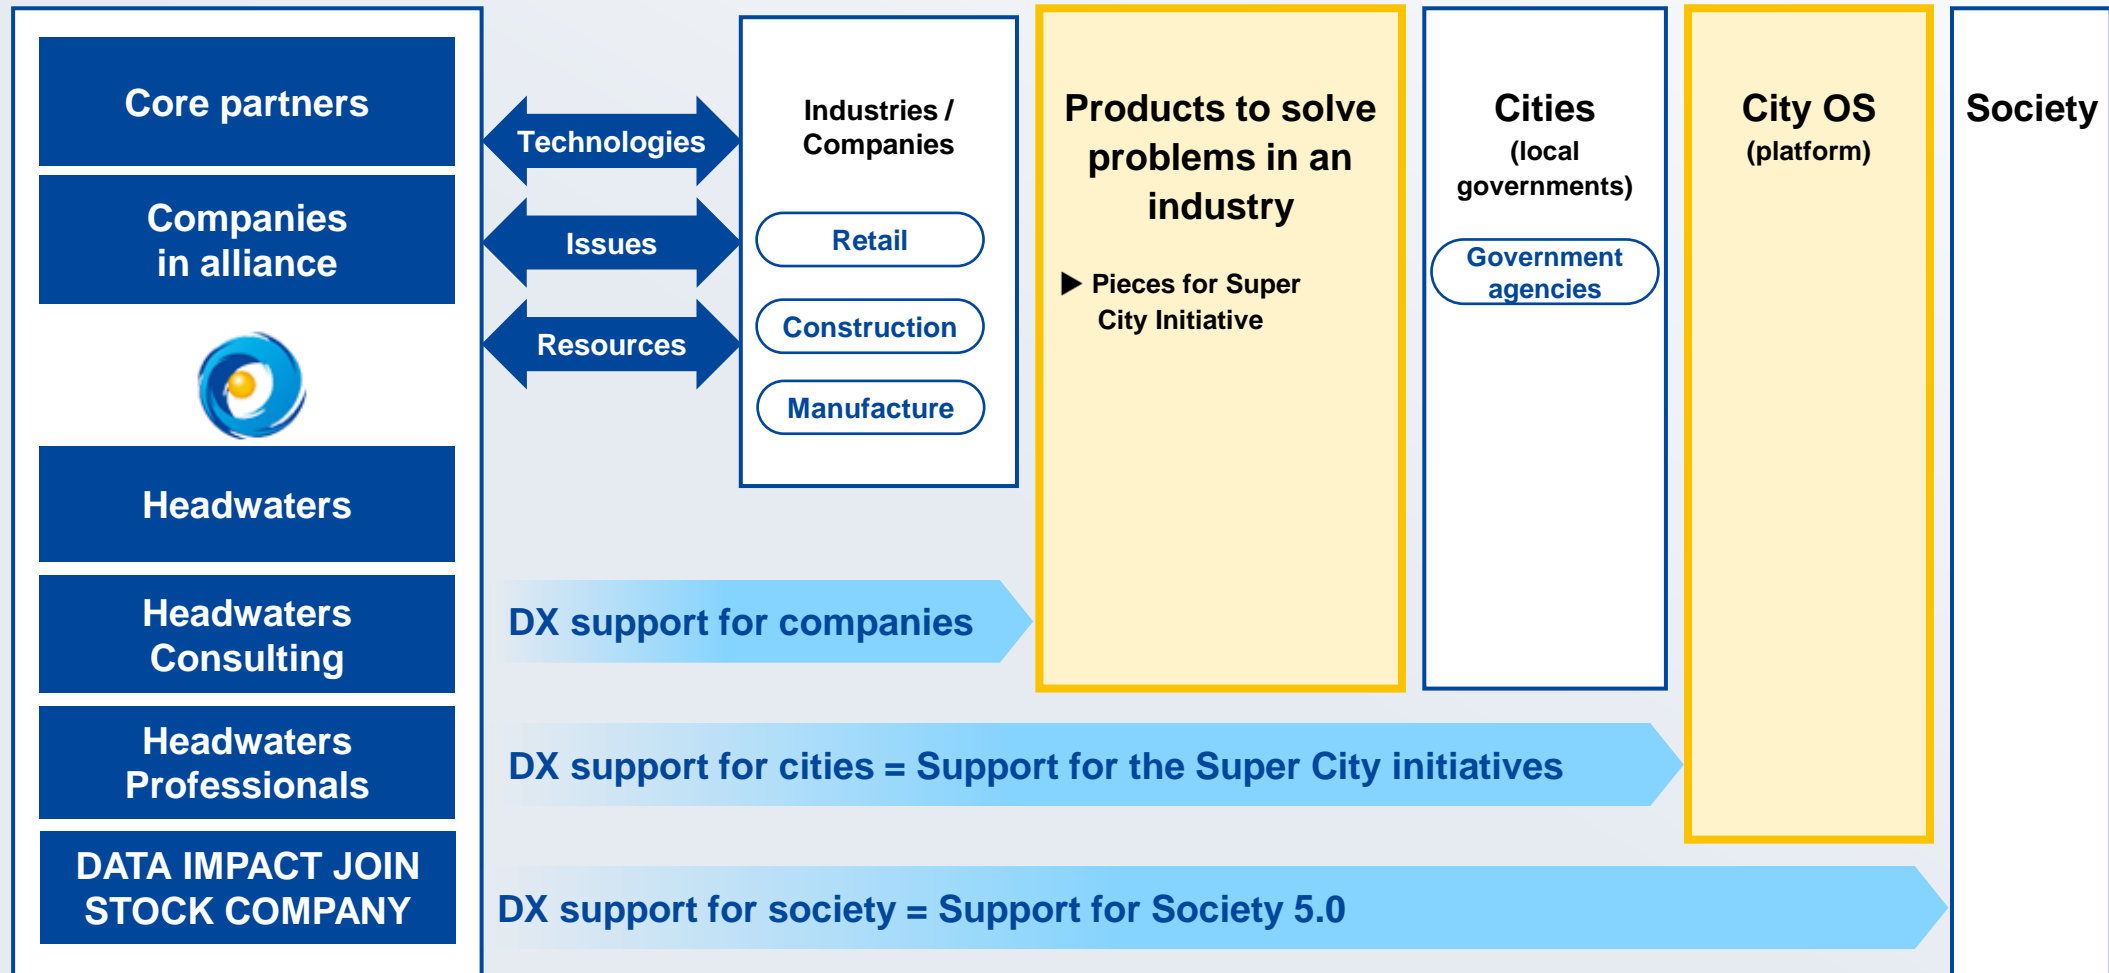 Core partners
Companies
in alliance
Headwaters
Headwaters
Consulting
Headwaters
Professionals
DATA IMPACT JOIN
STOCK COMPANY
Technologies
Issues
Resources
Industries /
Companies
Retail
Construction
Manufacture
Products to solve
problems in an
industry
▶ Pieces for Super
City Initiative
Cities
(local
governments)
Government
agencies
City OS
(platform)
Society
DX support for companies
DX support for cities = Support for the Super City initiatives
DX support for society = Support for Society 5.0